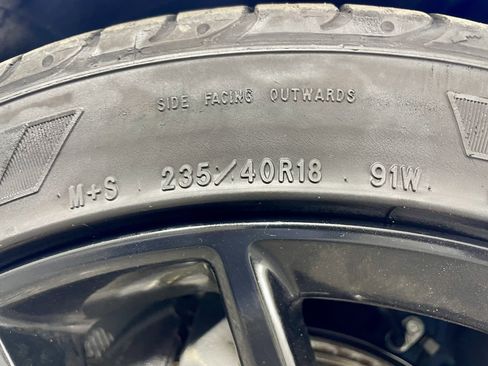 SIDE FACING OUTWARDS
M+S 235/40R18 91W